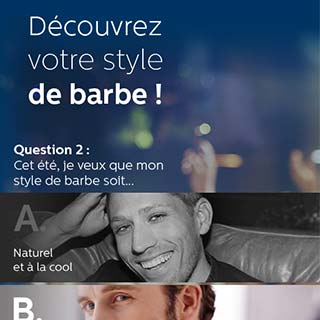 Découvrez
votre style
de barbe !
Question 2 :
Cet été, je veux que mon
style de barbe soit...
A.
Naturel
et à la cool
B.